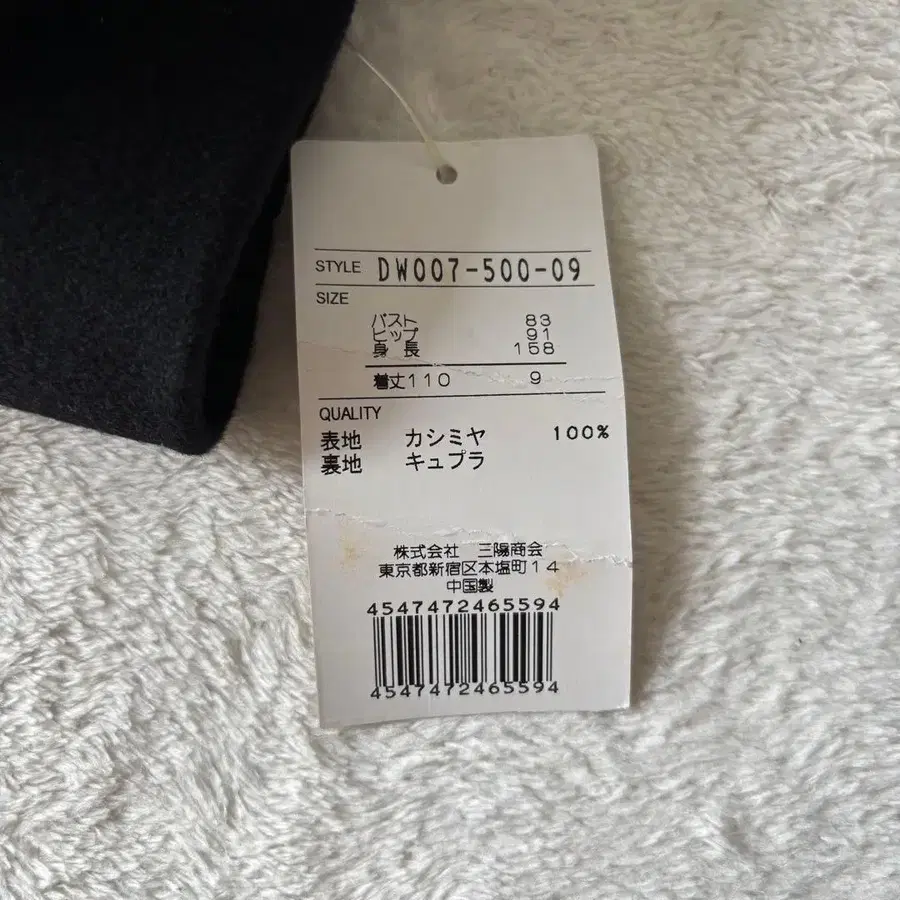 STYLE DW007-500-09
SIZE
バスト 83
ヒップ 91
身長 158
着丈110 9
QUALITY
表地 カシミヤ 100%
裏地 キュプラ
株式会社 三陽商会
東京都新宿区本塩町14
中国製
4547472465594
4547472465594